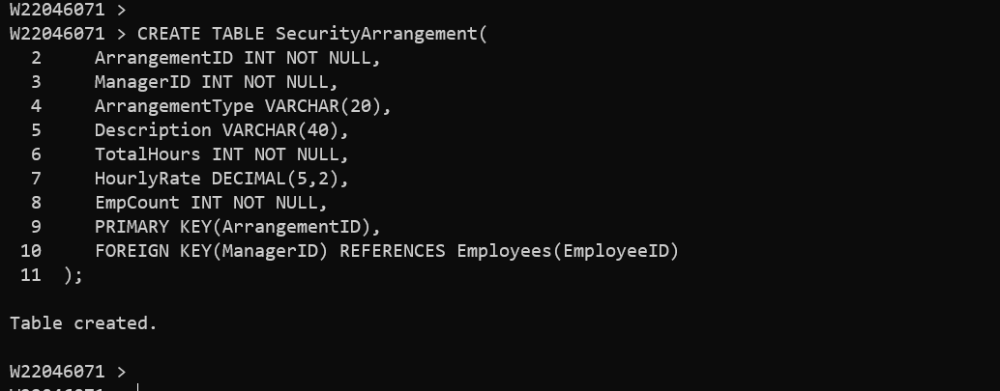 W22046071 >
W22046071 > CREATE TABLE SecurityArrangement(
  2     ArrangementID INT NOT NULL,
  3     ManagerID INT NOT NULL,
  4     ArrangementType VARCHAR(20),
  5     Description VARCHAR(40),
  6     TotalHours INT NOT NULL,
  7     HourlyRate DECIMAL(5,2),
  8     EmpCount INT NOT NULL,
  9     PRIMARY KEY(ArrangementID),
 10     FOREIGN KEY(ManagerID) REFERENCES Employees(EmployeeID)
 11  );
Table created.
W22046071 >